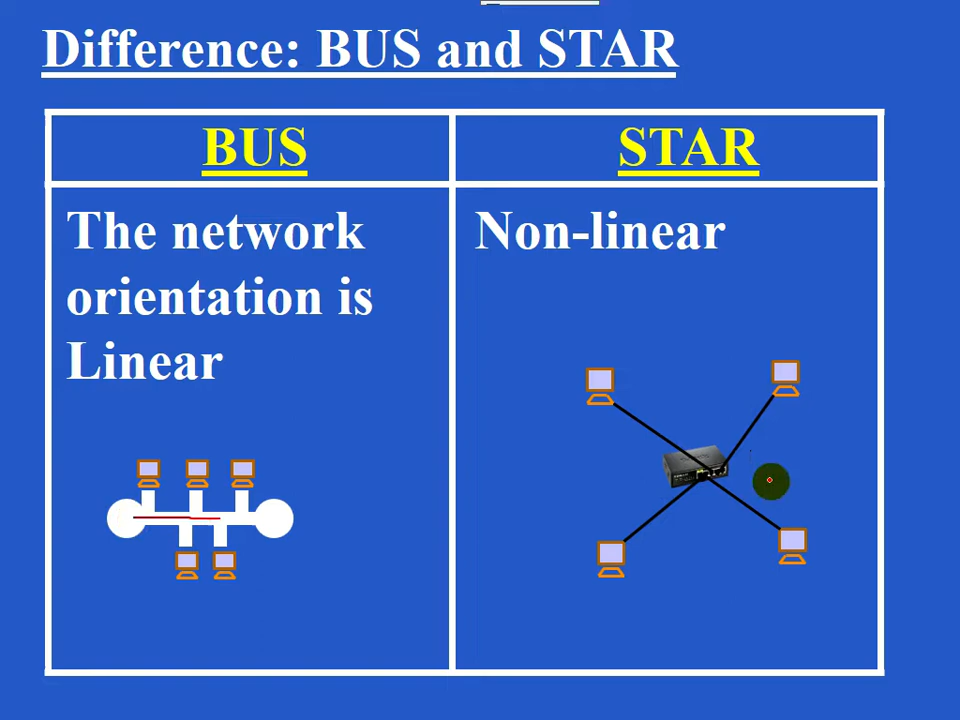 Difference: BUS and STAR
BUS
STAR
The network
orientation is
Linear
Non-linear